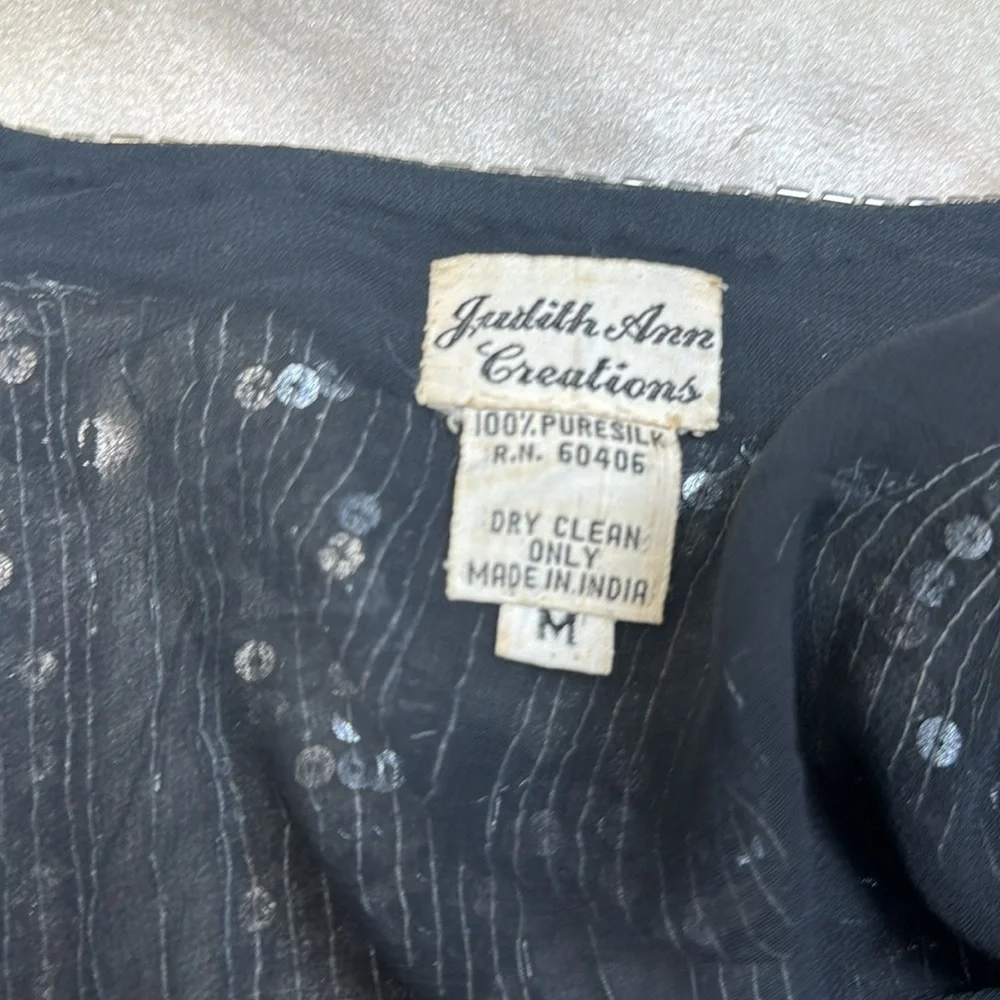 Judith Ann
Creations
100% PURESILK
R.N. 60406
DRY CLEAN
ONLY
MADE IN INDIA
M